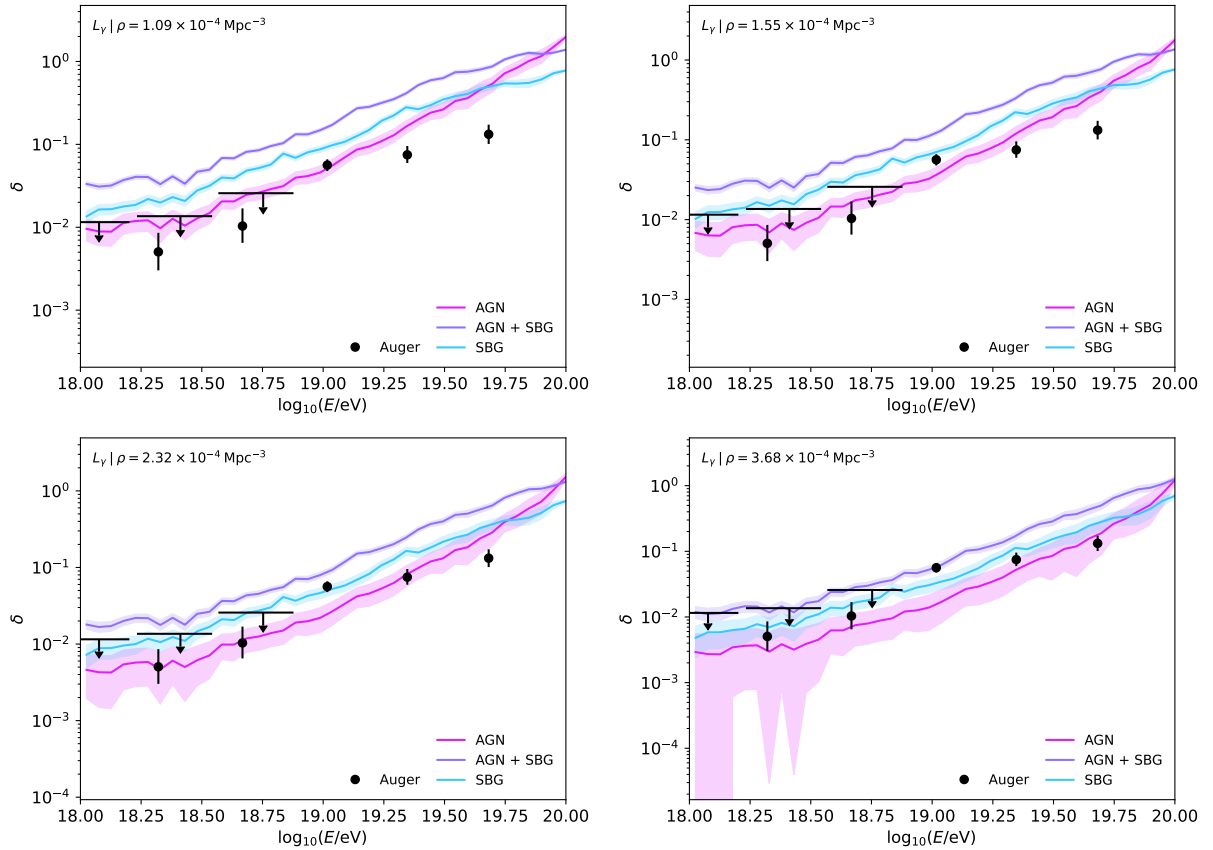 L_γ | ρ = 1.09 × 10⁻⁴ Mpc⁻³
10⁰
10⁻¹
10⁻²
10⁻³
δ
AGN
AGN + SBG
Auger
SBG
18.00 18.25 18.50 18.75 19.00 19.25 19.50 19.75 20.00
log₁₀(E/eV)
L_γ | ρ = 1.55 × 10⁻⁴ Mpc⁻³
10⁰
10⁻¹
10⁻²
10⁻³
δ
AGN
AGN + SBG
Auger
SBG
18.00 18.25 18.50 18.75 19.00 19.25 19.50 19.75 20.00
log₁₀(E/eV)
L_γ | ρ = 2.32 × 10⁻⁴ Mpc⁻³
10⁰
10⁻¹
10⁻²
10⁻³
10⁻⁴
δ
AGN
AGN + SBG
Auger
SBG
18.00 18.25 18.50 18.75 19.00 19.25 19.50 19.75 20.00
log₁₀(E/eV)
L_γ | ρ = 3.68 × 10⁻⁴ Mpc⁻³
10⁰
10⁻¹
10⁻²
10⁻³
10⁻⁴
δ
AGN
AGN + SBG
Auger
SBG
18.00 18.25 18.50 18.75 19.00 19.25 19.50 19.75 20.00
log₁₀(E/eV)